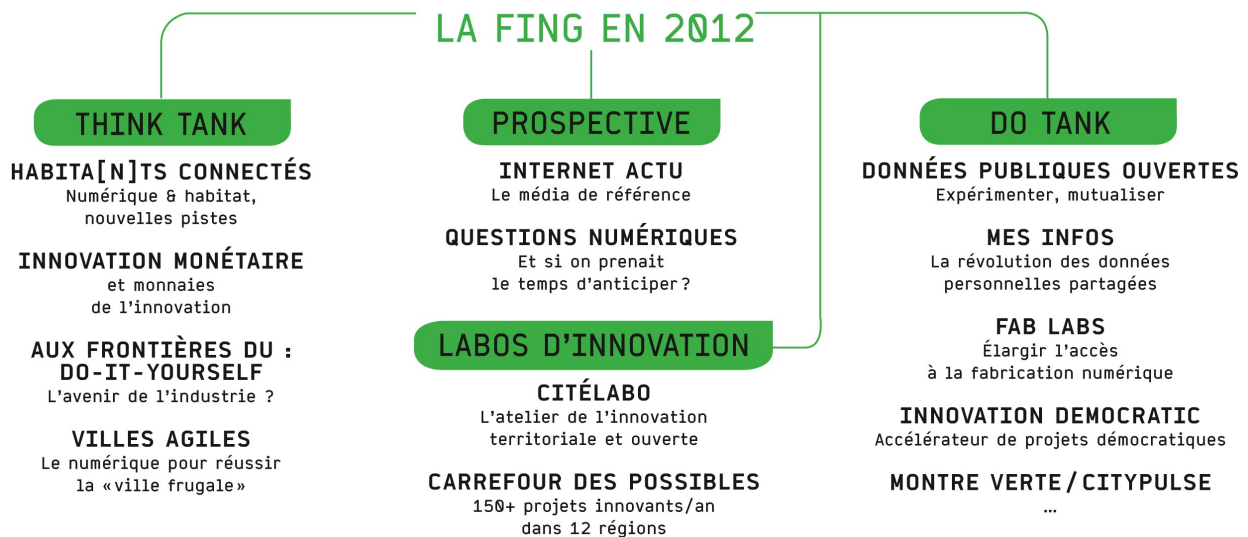 LA FING EN 2012
THINK TANK
HABITA[N]TS CONNECTÉS
Numérique & habitat,
nouvelles pistes
INNOVATION MONÉTAIRE
et monnaies
de l'innovation
AUX FRONTIÈRES DU :
DO-IT-YOURSELF
L'avenir de l'industrie ?
VILLES AGILES
Le numérique pour réussir
la «ville frugale»
PROSPECTIVE
INTERNET ACTU
Le média de référence
QUESTIONS NUMÉRIQUES
Et si on prenait
le temps d'anticiper ?
LABOS D'INNOVATION
CITÉLABO
L'atelier de l'innovation
territoriale et ouverte
CARREFOUR DES POSSIBLES
150+ projets innovants/an
dans 12 régions
DO TANK
DONNÉES PUBLIQUES OUVERTES
Expérimenter, mutualiser
MES INFOS
La révolution des données
personnelles partagées
FAB LABS
Élargir l'accès
à la fabrication numérique
INNOVATION DEMOCRATIC
Accélérateur de projets démocratiques
MONTRE VERTE/CITYPULSE
…